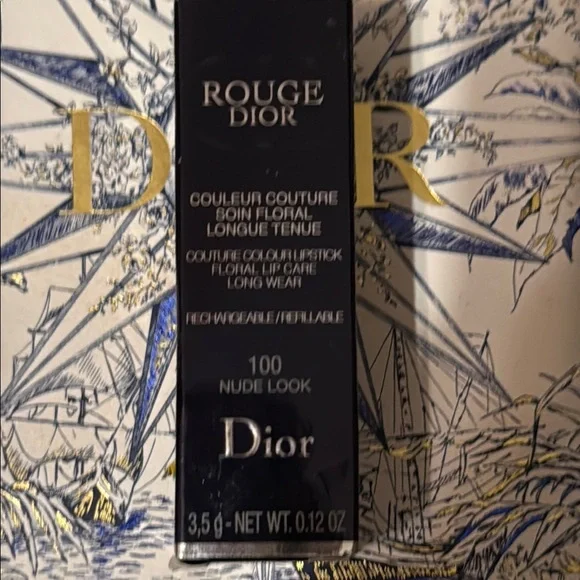 ROUGE
DIOR
D R
COULEUR COUTURE
SOIN FLORAL
LONGUE TENUE
COUTURE COLOUR LIPSTICK
FLORAL LIP CARE
LONG WEAR
RECHARGEABLE/REFILLABLE
100
NUDE LOOK
Dior
3,5 g - NET WT. 0.12 OZ